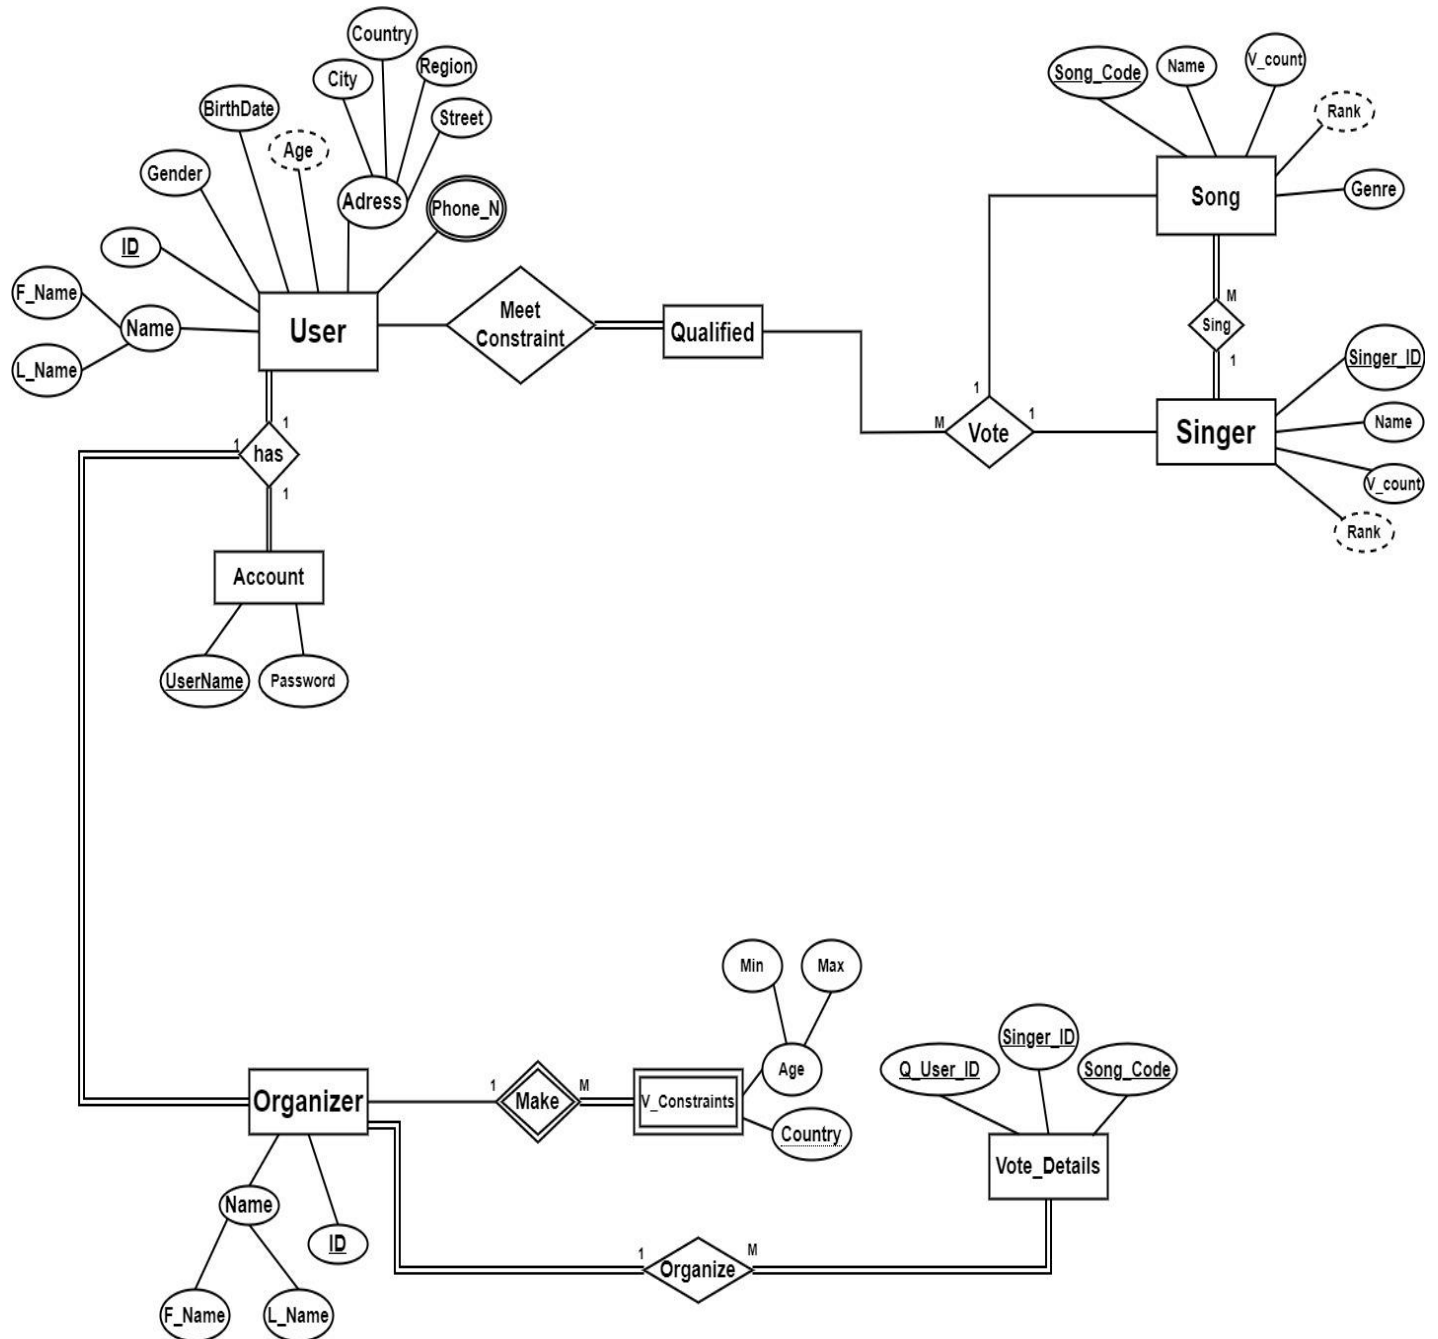 Country
City
Region
Street
BirthDate
Age
Gender
Adress
Phone_N
ID
F_Name
Name
L_Name
User
Meet
Constraint
Qualified
Song_Code
Name
V_count
Rank
Genre
Song
M
Sing
1
Singer_ID
Name
V_count
Rank
Singer
1
M
Vote
1
1
1
has
1
Account
UserName
Password
Min
Max
Age
Country
Organizer
1
Make
M
V_Constraints
Q_User_ID
Singer_ID
Song_Code
Vote_Details
Name
ID
F_Name
L_Name
1
Organize
M